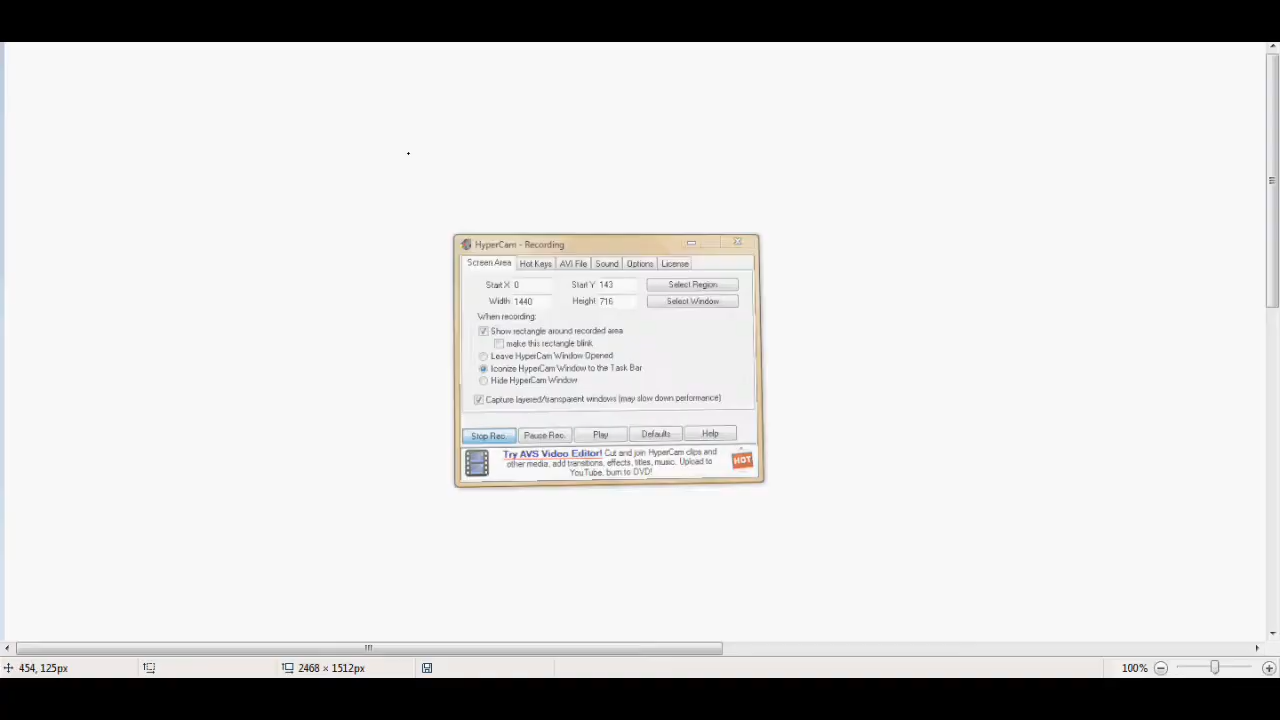 HyperCam - Recording
Screen Area Hot Keys AVI File Sound Options License
Start X 0 Start Y 143 Select Region
Width 1440 Height 716 Select Window
When recording:
Show rectangle around recorded area
make this rectangle blink
Leave HyperCam Window Opened
Iconize HyperCam Window to the Task Bar
Hide HyperCam Window
Capture layered/transparent windows (may slow down performance)
Stop Rec. Pause Rec. Play Defaults Help
Try AVS Video Editor! Cut and join HyperCam clips and
other media, add transitions, effects, titles, music. Upload to
YouTube, burn to DVD!
HOT
454, 125px 2468 × 1512px 100%